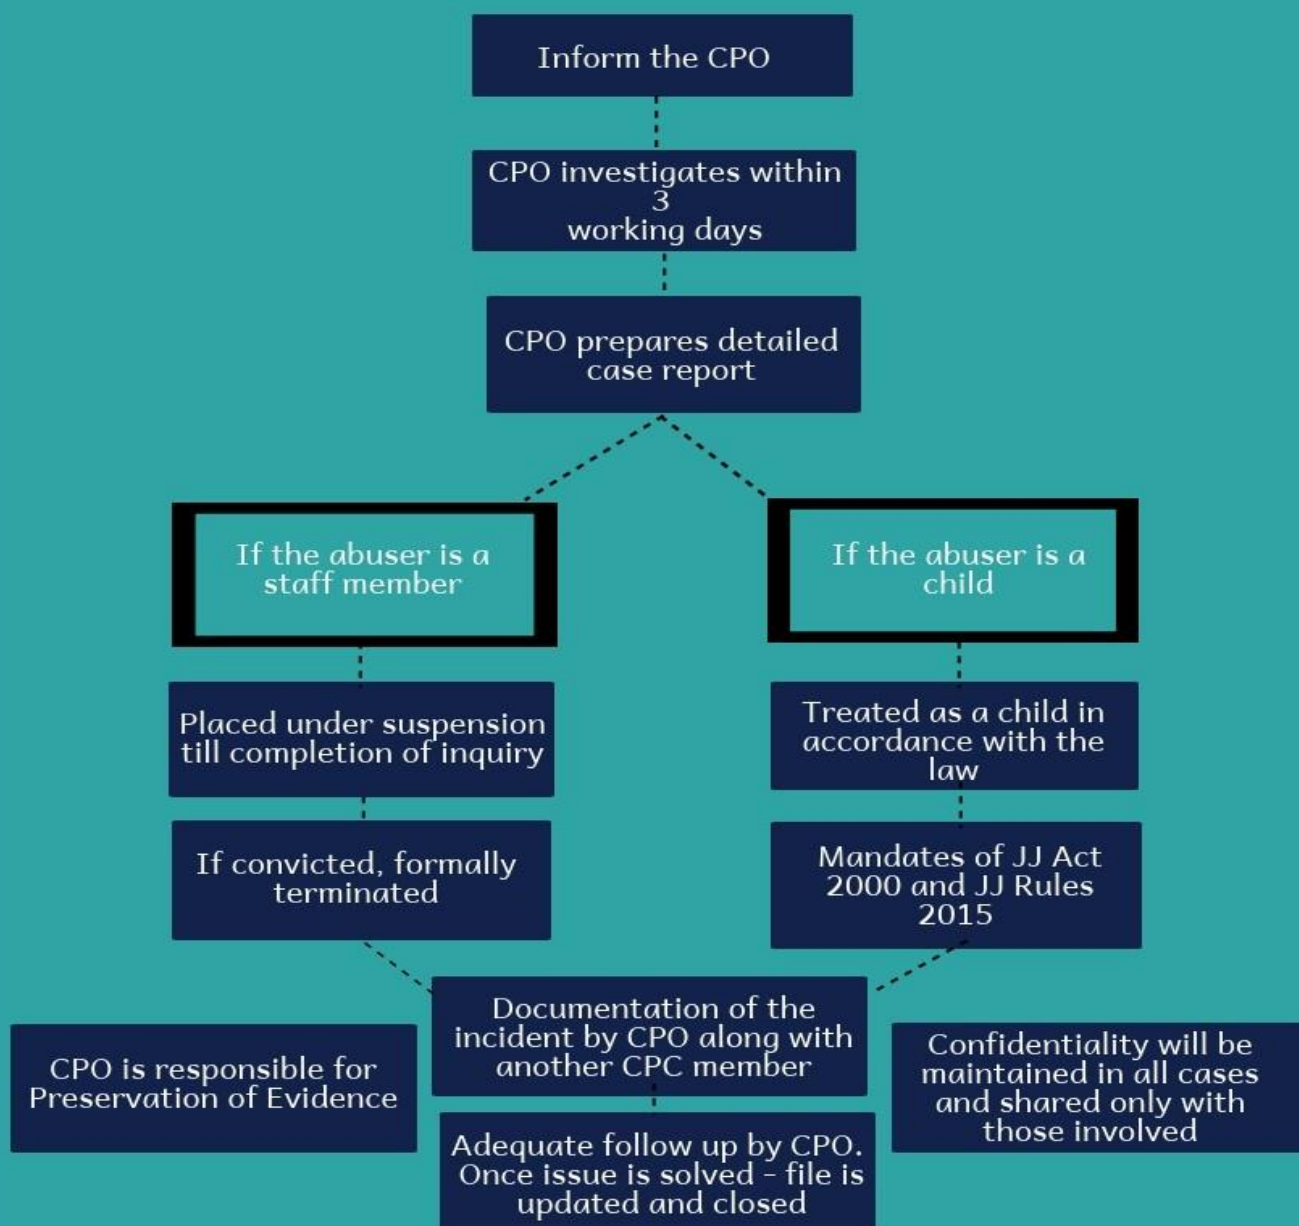 Inform the CPO
CPO investigates within
3
working days
CPO prepares detailed
case report
If the abuser is a
staff member
If the abuser is a
child
Placed under suspension
till completion of inquiry
Treated as a child in
accordance with the
law
If convicted, formally
terminated
Mandates of JJ Act
2000 and JJ Rules
2015
Documentation of the
incident by CPO along with
another CPC member
CPO is responsible for
Preservation of Evidence
Confidentiality will be
maintained in all cases
and shared only with
those involved
Adequate follow up by CPO.
Once issue is solved - file is
updated and closed